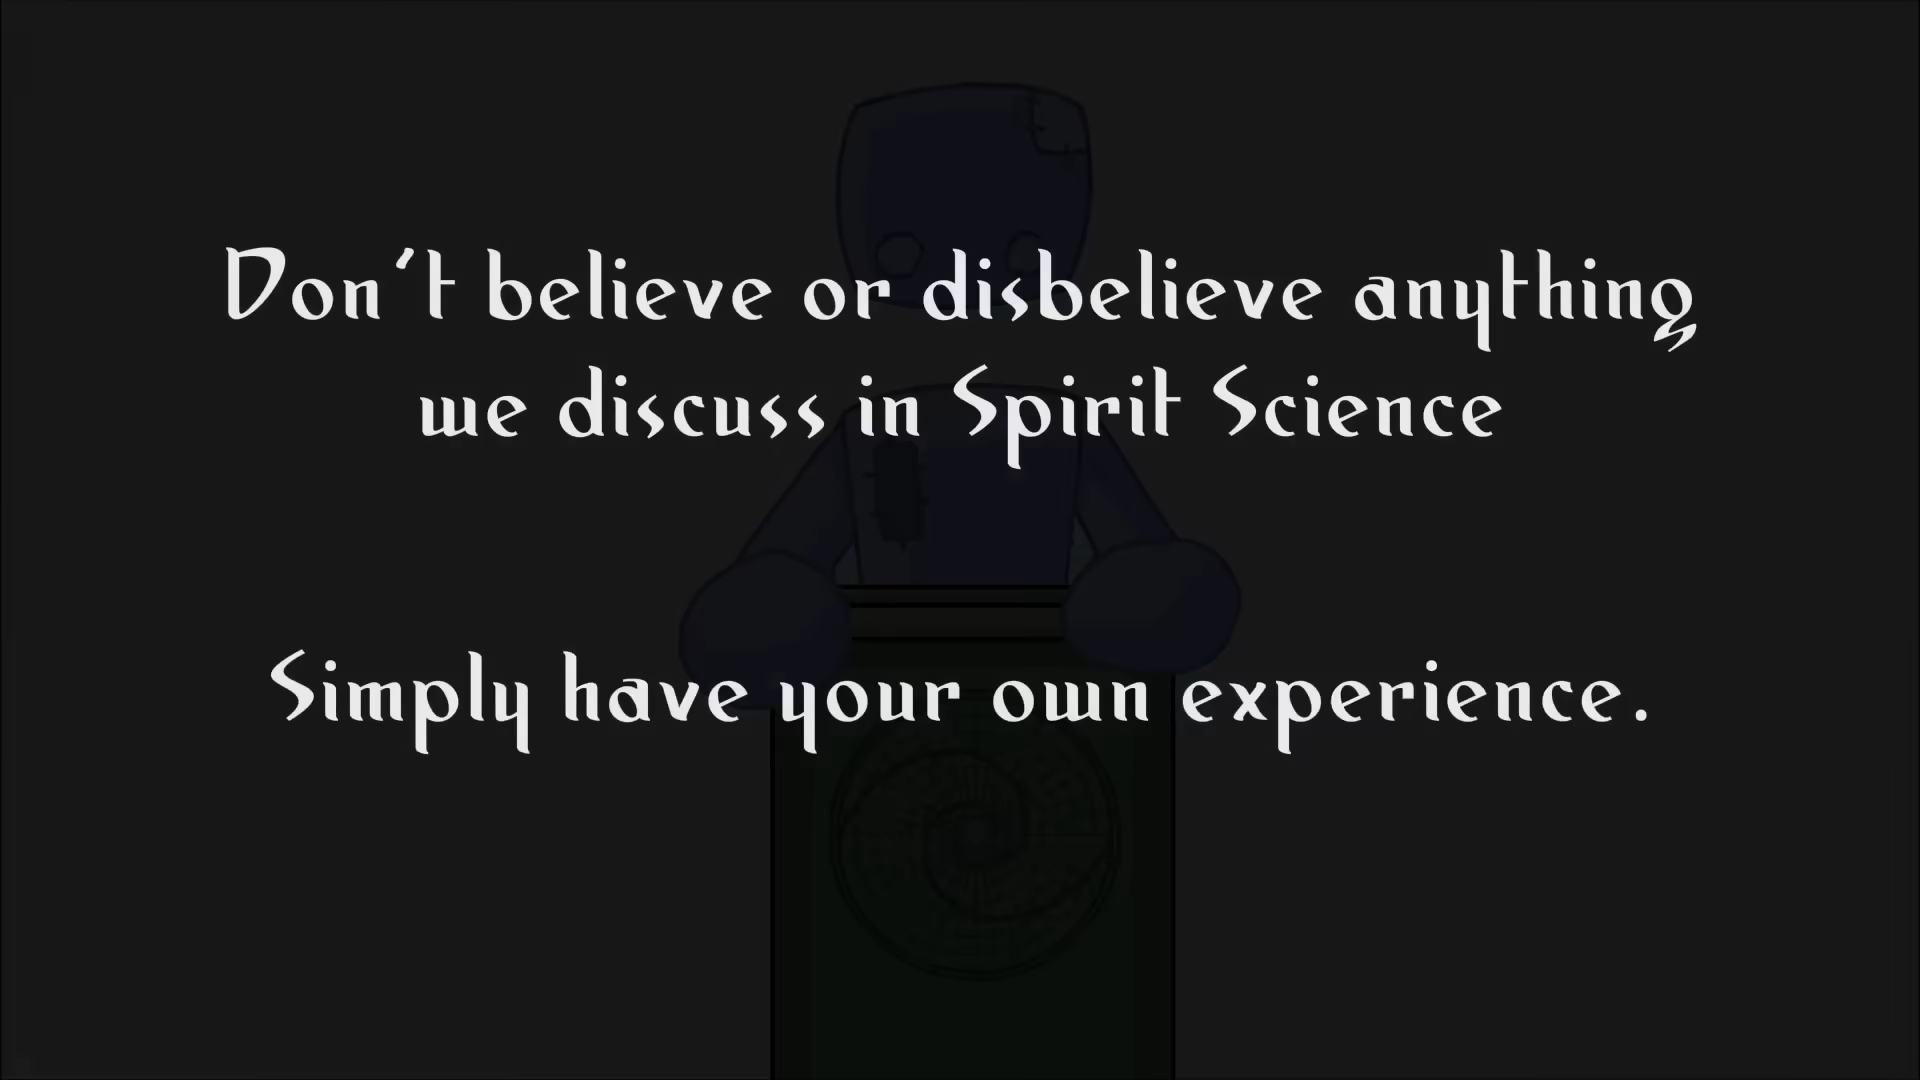 Don't believe or disbelieve anything
we discuss in Spirit Science
Simply have your own experience.